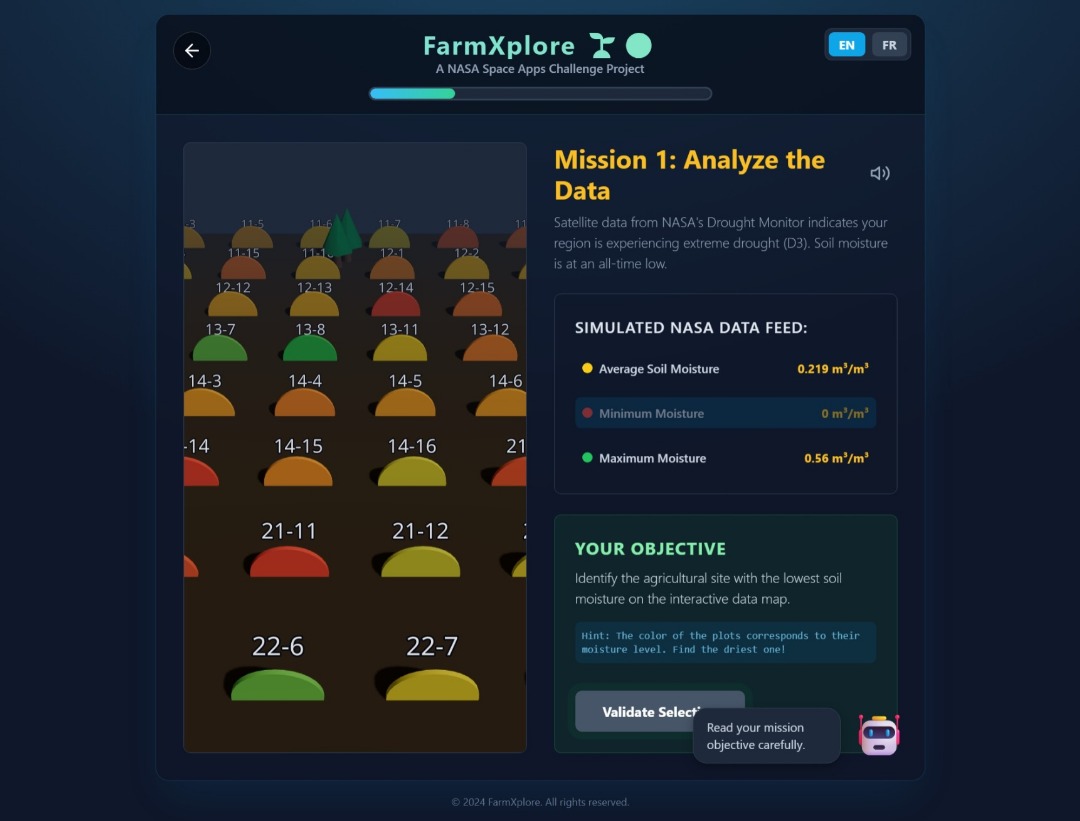 FarmXplore
A NASA Space Apps Challenge Project
EN
FR
-3 11-5 11-6 11-7 11-8 11
11-15 12-1 12-2
12-12 12-13 12-14 12-15
13-7 13-8 13-11 13-12
14-3 14-4 14-5 14-6
-14 14-15 14-16 21
21-11 21-12
22-6 22-7
Mission 1: Analyze the
Data
Satellite data from NASA's Drought Monitor indicates your
region is experiencing extreme drought (D3). Soil moisture
is at an all-time low.
SIMULATED NASA DATA FEED:
Average Soil Moisture 0.219 m³/m³
Minimum Moisture 0 m³/m³
Maximum Moisture 0.56 m³/m³
YOUR OBJECTIVE
Identify the agricultural site with the lowest soil
moisture on the interactive data map.
Hint: The color of the plots corresponds to their
moisture level. Find the driest one!
Validate Selecti
Read your mission
objective carefully.
© 2024 FarmXplore. All rights reserved.